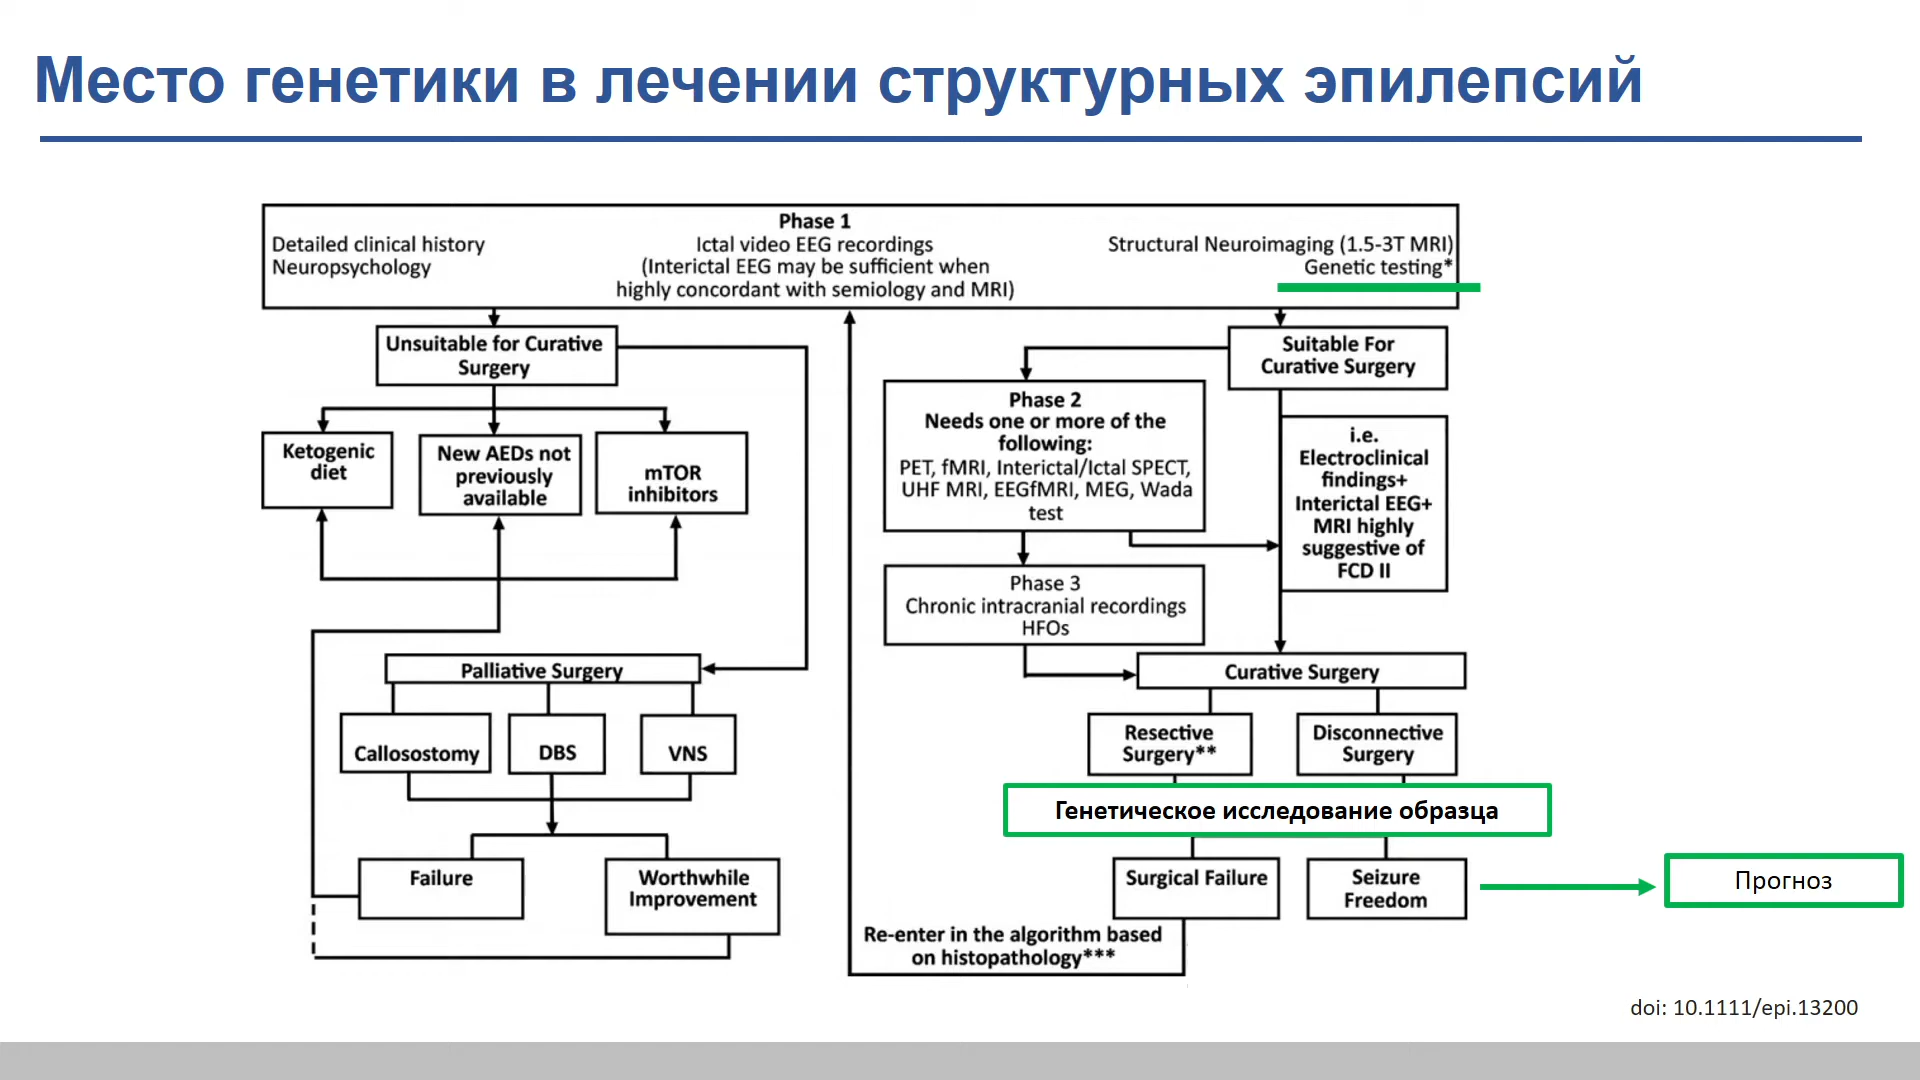 Место генетики в лечении структурных эпилепсий
Phase 1
Detailed clinical history
Neuropsychology
Ictal video EEG recordings
(Interictal EEG may be sufficient when
highly concordant with semiology and MRI)
Structural Neuroimaging (1.5-3T MRI)
Genetic testing*
Unsuitable for Curative
Surgery
Suitable For
Curative Surgery
Ketogenic
diet
New AEDs not
previously
available
mTOR
inhibitors
Phase 2
Needs one or more of the
following:
PET, fMRI, Interictal/Ictal SPECT,
UHF MRI, EEGfMRI, MEG, Wada
test
i.e.
Electroclinical
findings+
Interictal EEG+
MRI highly
suggestive of
FCD II
Phase 3
Chronic intracranial recordings
HFOs
Palliative Surgery
Curative Surgery
Callosostomy
DBS
VNS
Resective
Surgery**
Disconnective
Surgery
Генетическое исследование образца
Failure
Worthwhile
Improvement
Surgical Failure
Seizure
Freedom
Прогноз
Re-enter in the algorithm based
on histopathology***
doi: 10.1111/epi.13200